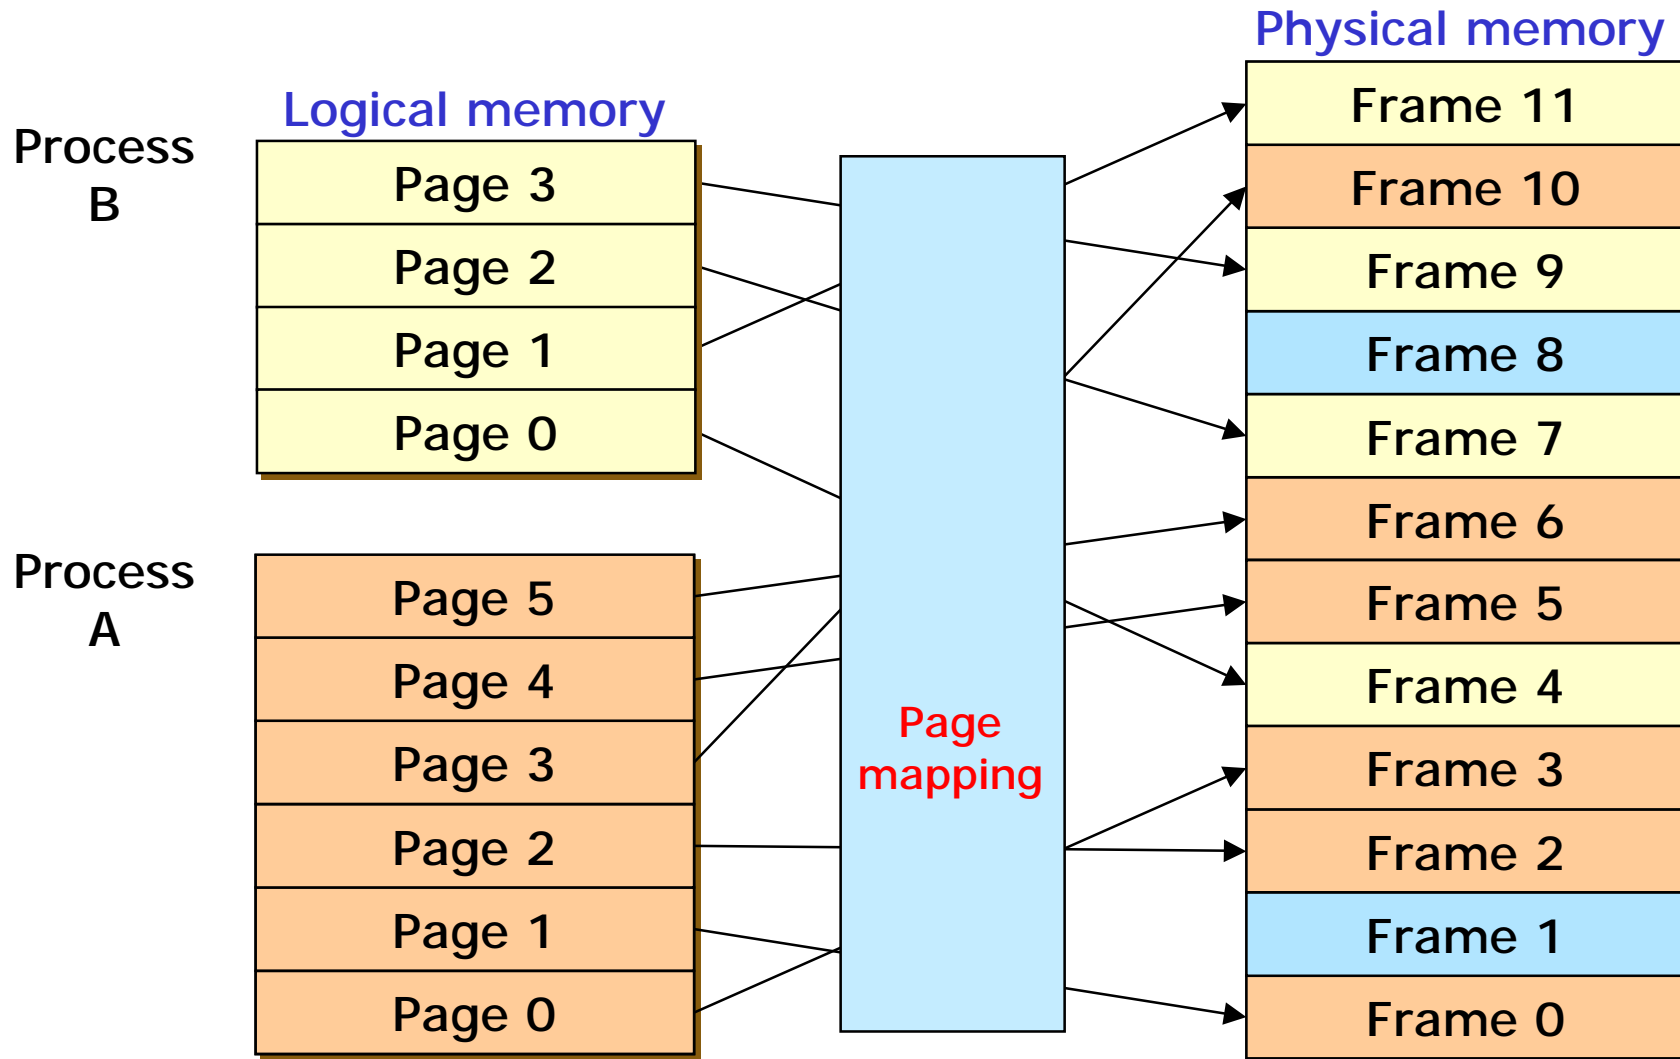 Physical memory
Logical memory
Process
B
Page 3
Page 2
Page 1
Page 0
Process
A
Page 5
Page 4
Page 3
Page 2
Page 1
Page 0
Page
mapping
Frame 11
Frame 10
Frame 9
Frame 8
Frame 7
Frame 6
Frame 5
Frame 4
Frame 3
Frame 2
Frame 1
Frame 0